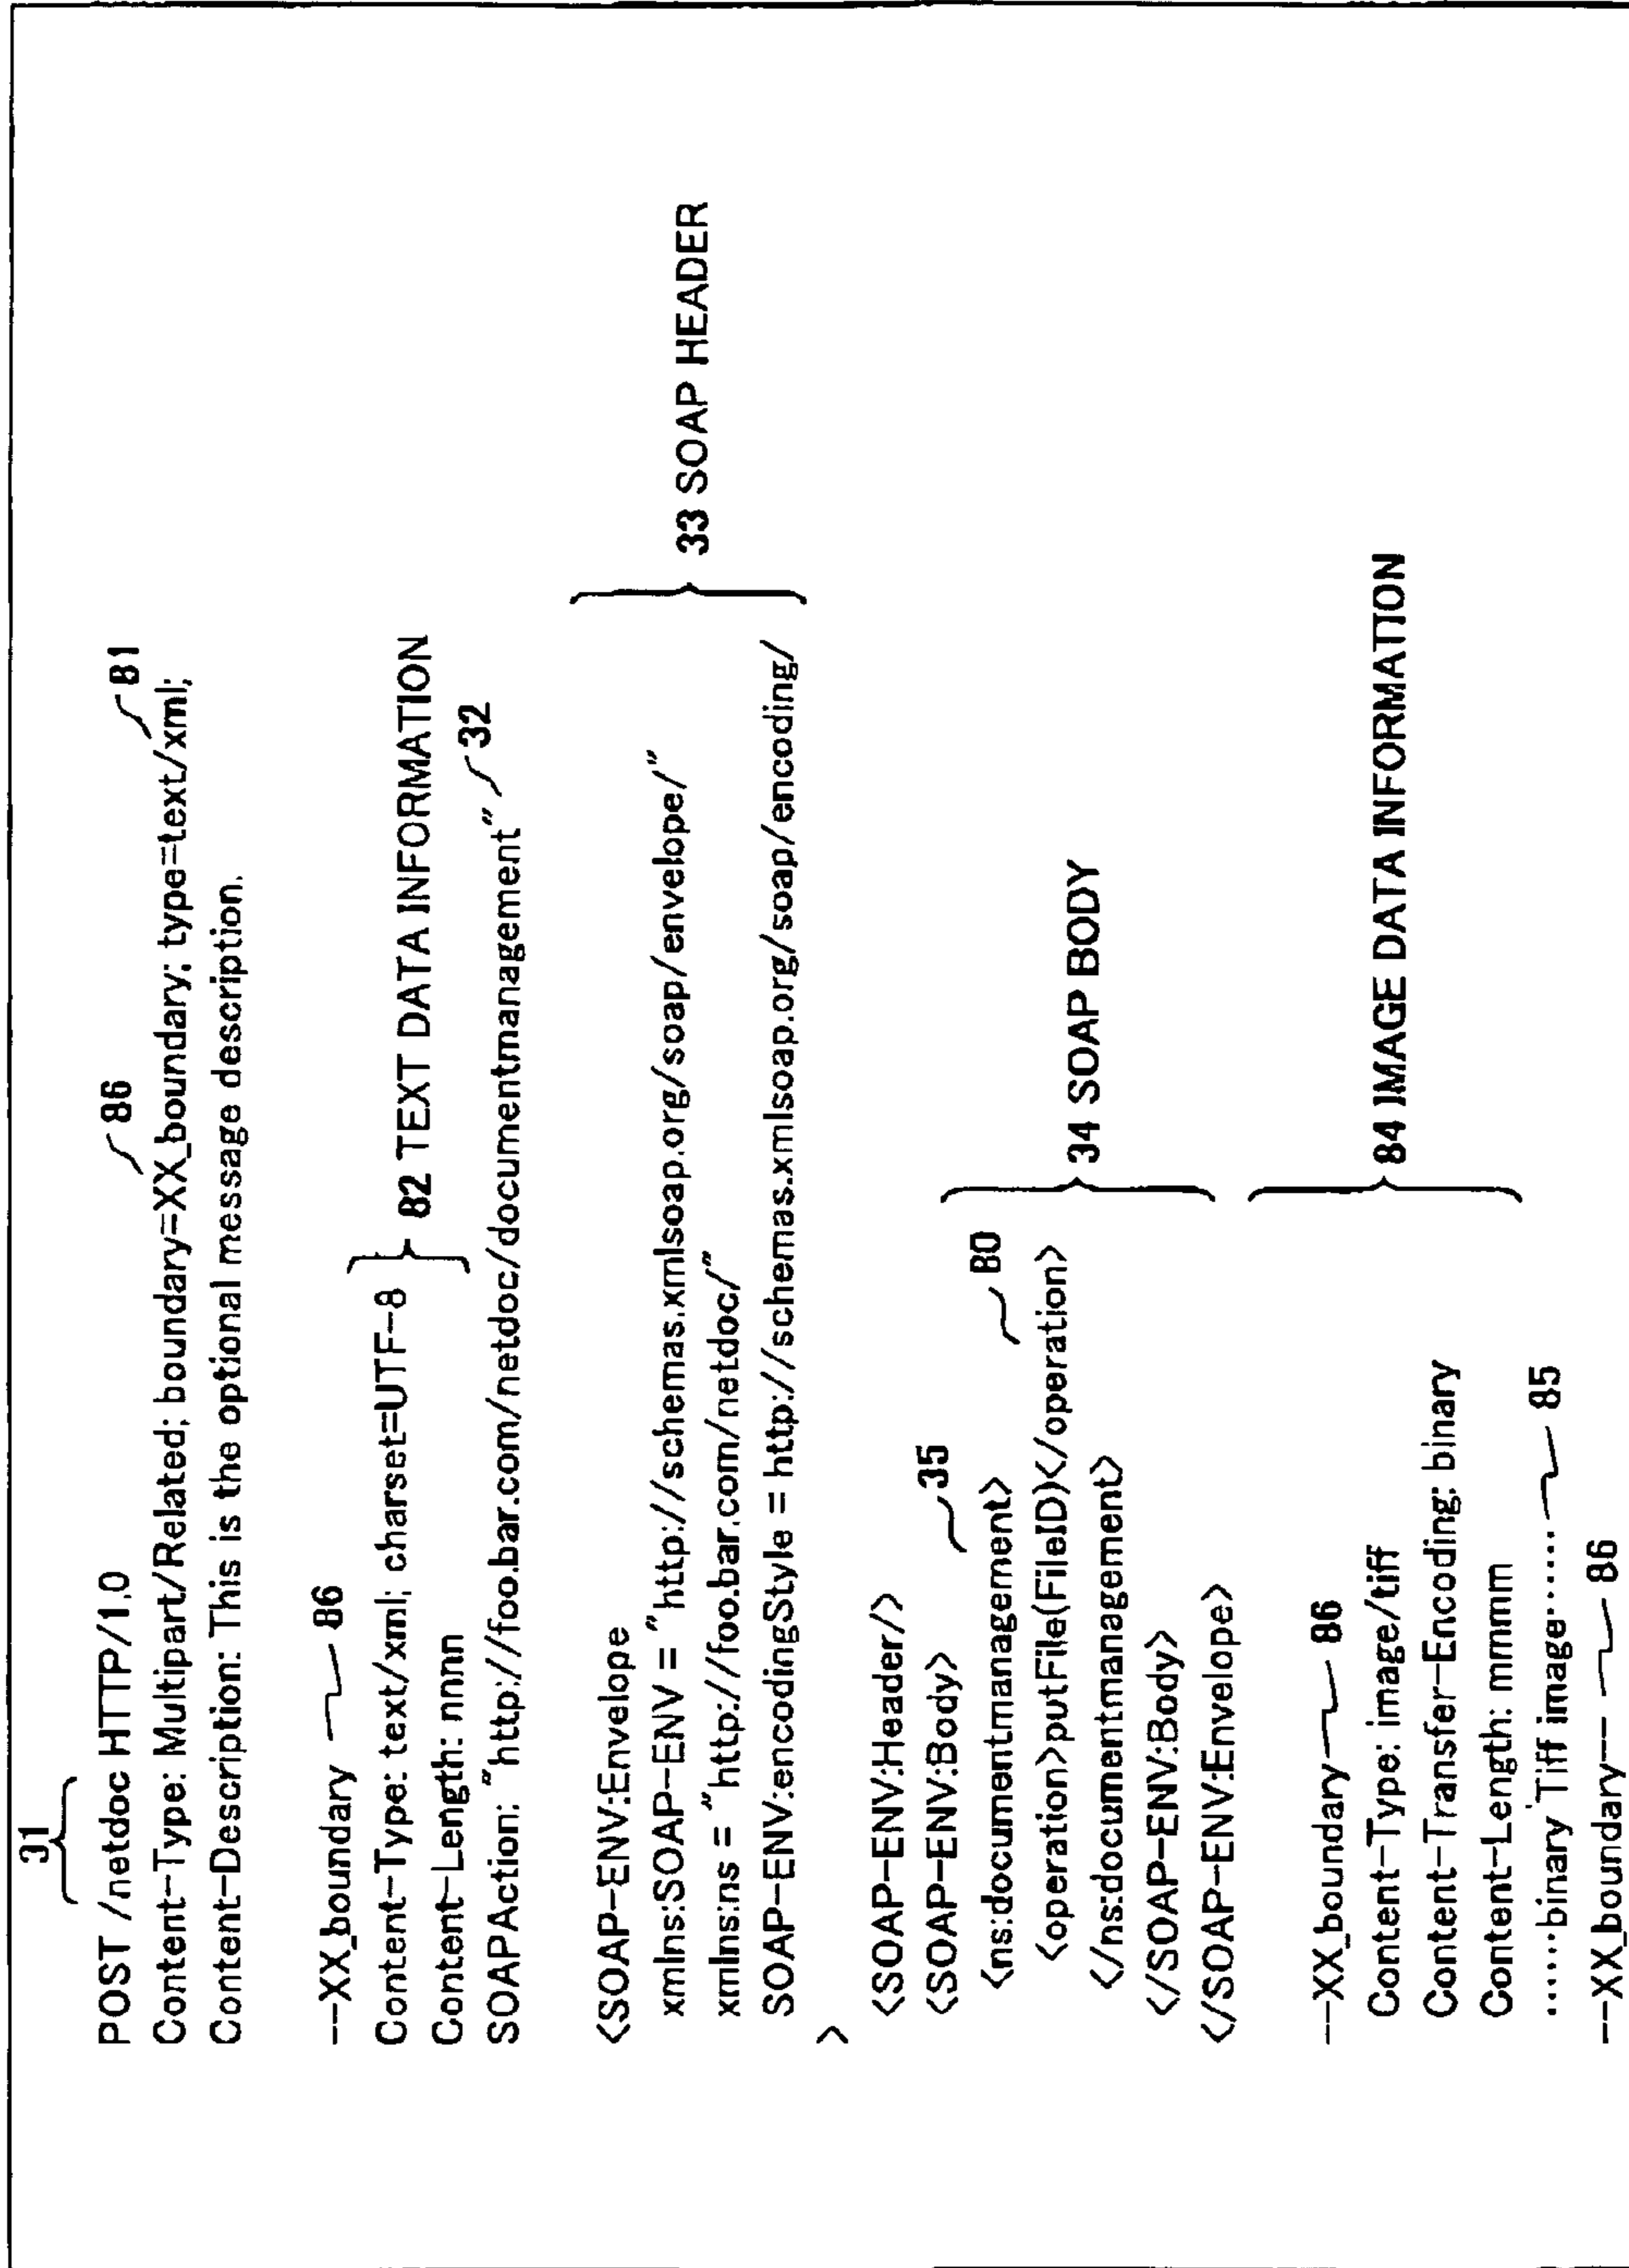 31
POST /netdoc HTTP/1.0
86
81
Content-Type: Multipart/Related; boundary=XX_boundary; type=text/xml;
Content-Description: This is the optional message description.
--XX_boundary 86
Content-Type: text/xml; charset=UTF-8
82 TEXT DATA INFORMATION
Content-Length: nnnn
SOAPAction: "http://foo.bar.com/netdoc/documentmanagement" 32
<SOAP-ENV:Envelope
xmlns:SOAP-ENV = "http://schemas.xmlsoap.org/soap/envelope/"
33 SOAP HEADER
xmlns:ns = "http://foo.bar.com/netdoc/"
SOAP-ENV:encodingStyle = http://schemas.xmlsoap.org/soap/encoding/
>
<SOAP-ENV:Header/>
<SOAP-ENV:Body>
35
<ns:documentmanagement>
80
<operation>putFile(FileID)</operation>
34 SOAP BODY
</ns:documentmanagement>
</SOAP-ENV:Body>
</SOAP-ENV:Envelope>
--XX_boundary 86
Content-Type: image/tiff
84 IMAGE DATA INFORMATION
Content-Transfer-Encoding: binary
Content-Length: mmmm
......binary Tiff image...... 85
--XX_boundary-- 86